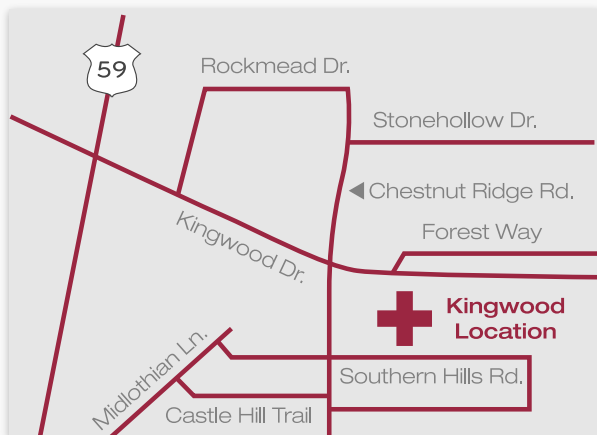 59
Rockmead Dr.
Stonehollow Dr.
Chestnut Ridge Rd.
Kingwood Dr.
Forest Way
Kingwood
Location
Midlothian Ln.
Southern Hills Rd.
Castle Hill Trail